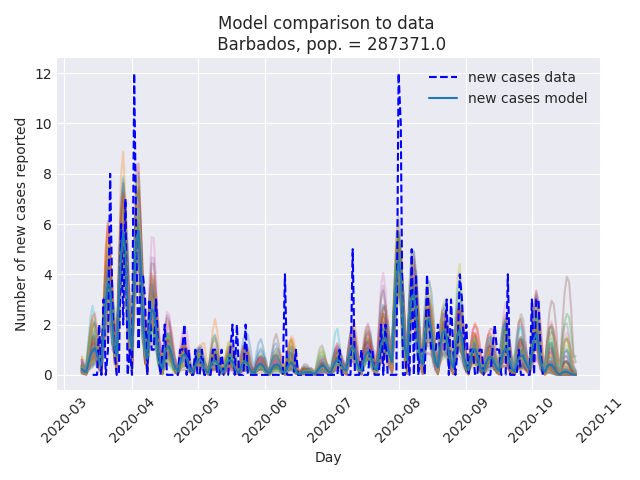 Model comparison to data
Barbados, pop. = 287371.0
new cases data
new cases model
Number of new cases reported
12
10
8
6
4
2
0
2020-03
2020-04
2020-05
2020-06
2020-07
2020-08
2020-09
2020-10
2020-11
Day